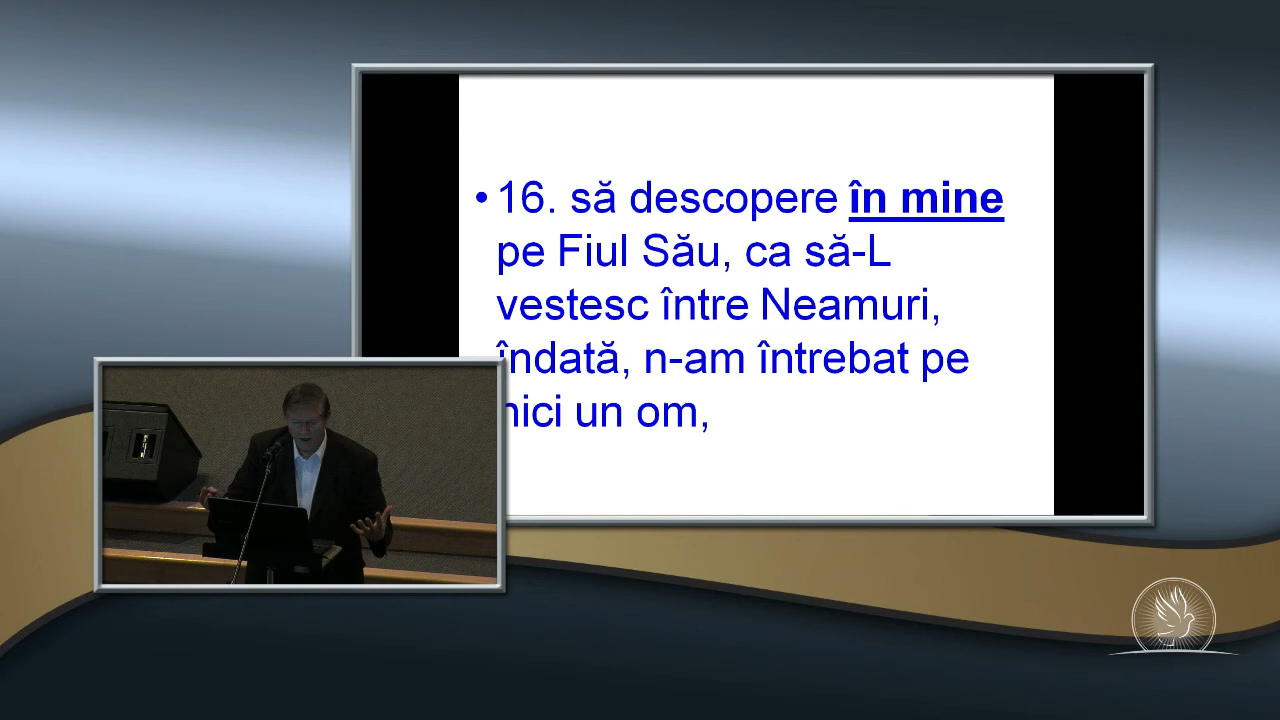 • 16. să descopere în mine
pe Fiul Său, ca să-L
vestesc între Neamuri,
îndată, n-am întrebat pe
nici un om,